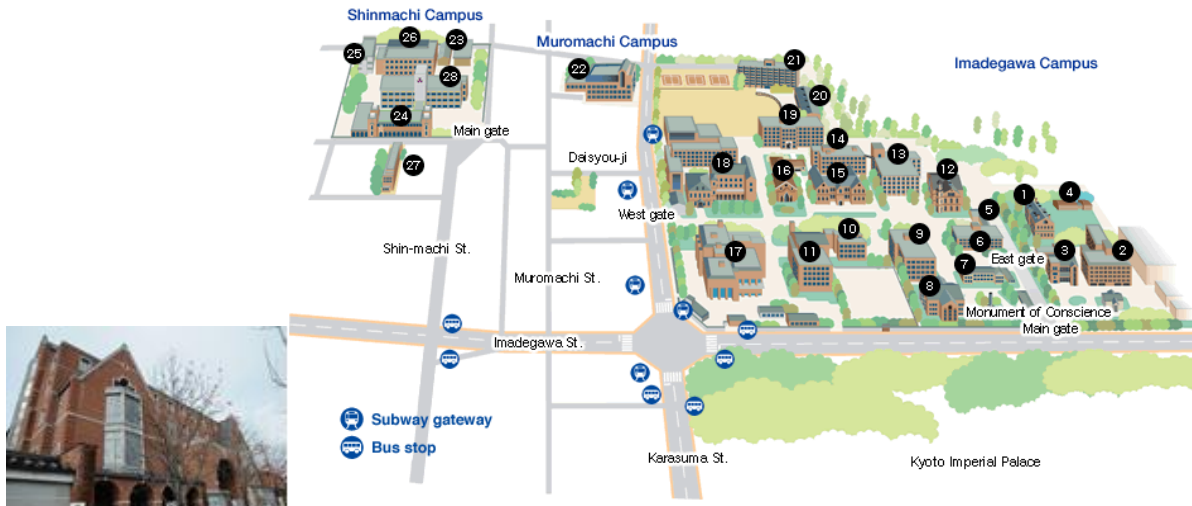 Shinmachi Campus
Muromachi Campus
Imadegawa Campus
26
23
25
28
24
Main gate
27
22
21
20
19
14
13
18
16
15
12
1
4
5
Daisyou-ji
West gate
10
9
6
17
11
7
East gate
3
2
8
Shin-machi St.
Muromachi St.
Monument of Conscience
Main gate
Imadegawa St.
Subway gateway
Bus stop
Karasuma St.
Kyoto Imperial Palace